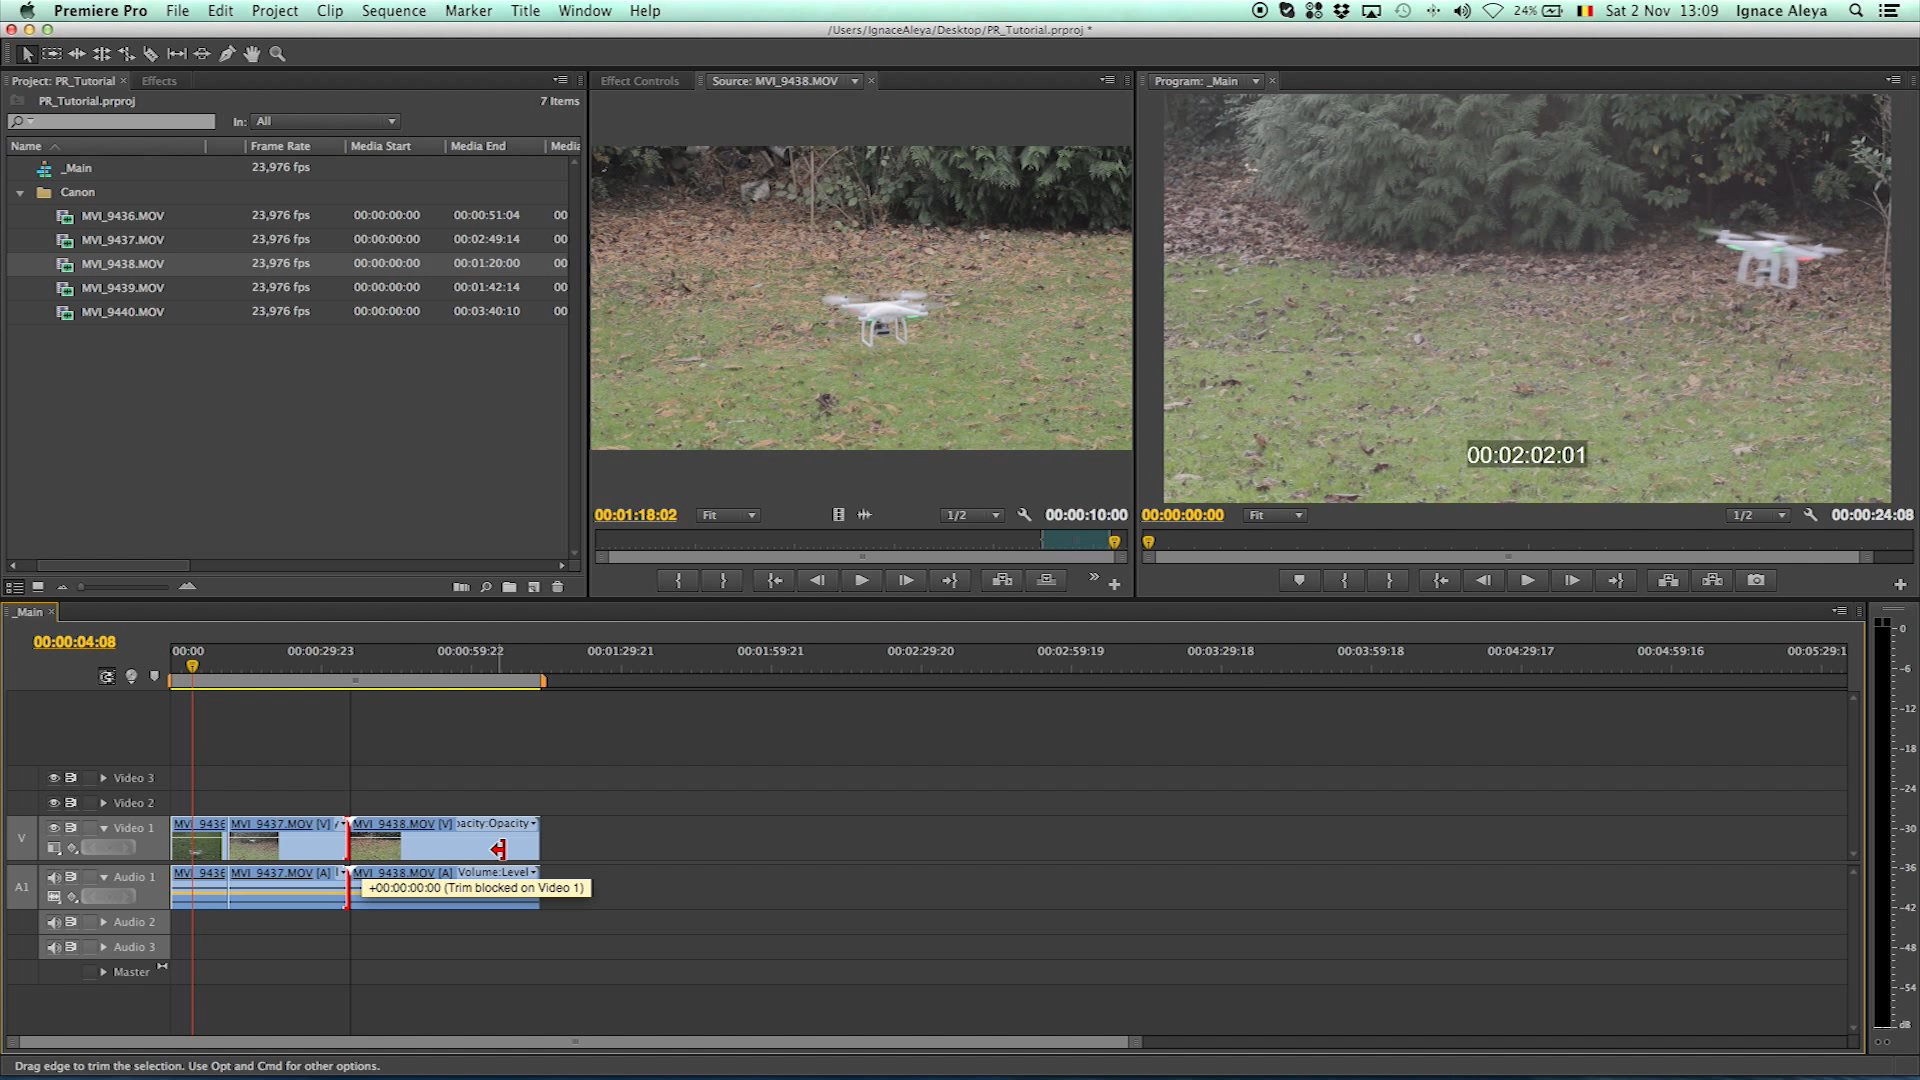 Premiere Pro File Edit Project Clip Sequence Marker Title Window Help 24% Sat 2 Nov 13:09 Ignace Aleya
/Users/IgnaceAleya/Desktop/PR_Tutorial.prproj *
Project: PR_Tutorial × Effects
PR_Tutorial.prproj 7 Items
In: All
Name Frame Rate Media Start Media End Media
_Main 23,976 fps
Canon
MVI_9436.MOV 23,976 fps 00:00:00:00 00:00:51:04 00
MVI_9437.MOV 23,976 fps 00:00:00:00 00:02:49:14 00
MVI_9438.MOV 23,976 fps 00:00:00:00 00:01:20:00 00
MVI_9439.MOV 23,976 fps 00:00:00:00 00:01:42:14 00
MVI_9440.MOV 23,976 fps 00:00:00:00 00:03:40:10 00
Effect Controls Source: MVI_9438.MOV ×
00:01:18:02 Fit 1/2 00:00:10:00
Program: _Main ×
00:02:02:01
00:00:00:00 Fit 1/2 00:00:24:08
_Main ×
00:00:04:08
00:00 00:00:29:23 00:00:59:22 00:01:29:21 00:01:59:21 00:02:29:20 00:02:59:19 00:03:29:18 00:03:59:18 00:04:29:17 00:04:59:16 00:05:29:1
Video 3
Video 2
V Video 1 MVI_9436 MVI_9437.MOV [V] MVI_9438.MOV [V] pacity:Opacity
A1 Audio 1 MVI_9436 MVI_9437.MOV [A] MVI_9438.MOV [A] Volume:Level
+00:00:00:00 (Trim blocked on Video 1)
Audio 2
Audio 3
Master
0
-6
-12
-18
-24
-30
-36
-42
-48
-54
dB
Drag edge to trim the selection. Use Opt and Cmd for other options.